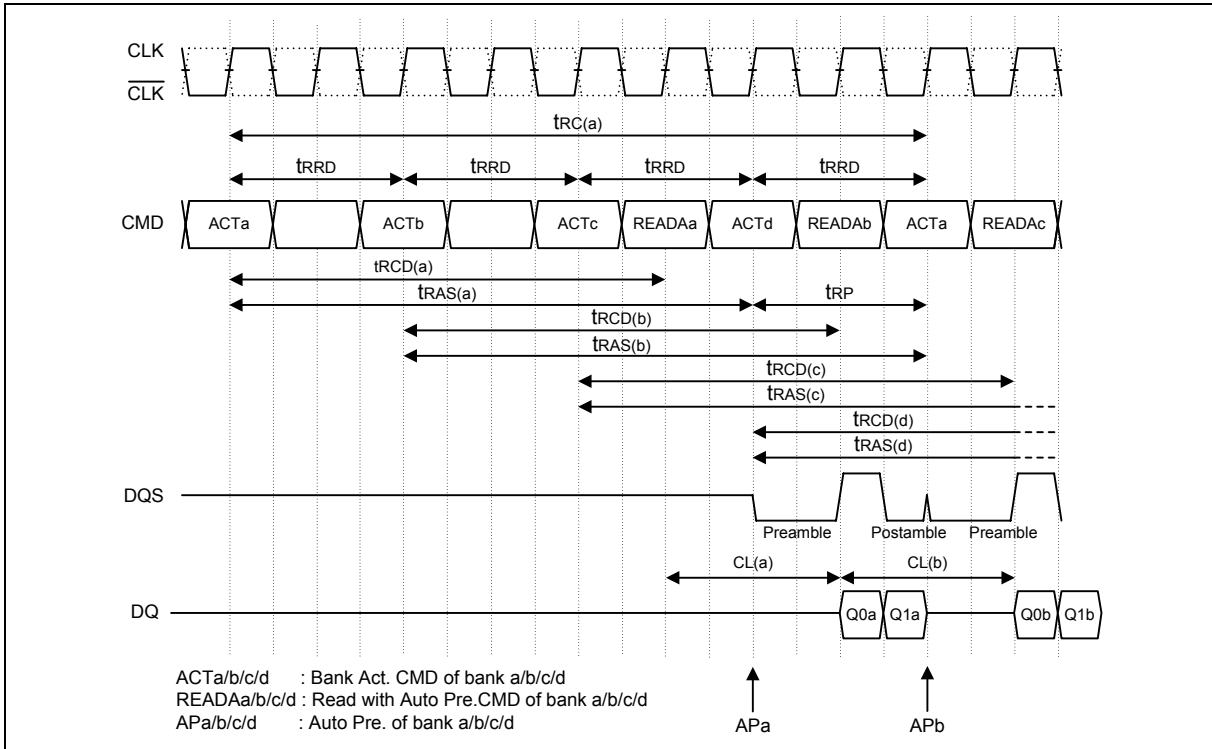 CLK
CLK
tRC(a)
tRRD tRRD tRRD tRRD
CMD ACTa ACTb ACTc READAa ACTd READAb ACTa READAc
tRCD(a)
tRAS(a) tRP
tRCD(b)
tRAS(b)
tRCD(c)
tRAS(c)
tRCD(d)
tRAS(d)
DQS
Preamble Postamble Preamble
CL(a) CL(b)
DQ Q0a Q1a Q0b Q1b
ACTa/b/c/d : Bank Act. CMD of bank a/b/c/d
READAa/b/c/d : Read with Auto Pre.CMD of bank a/b/c/d
APa/b/c/d : Auto Pre. of bank a/b/c/d
APa APb